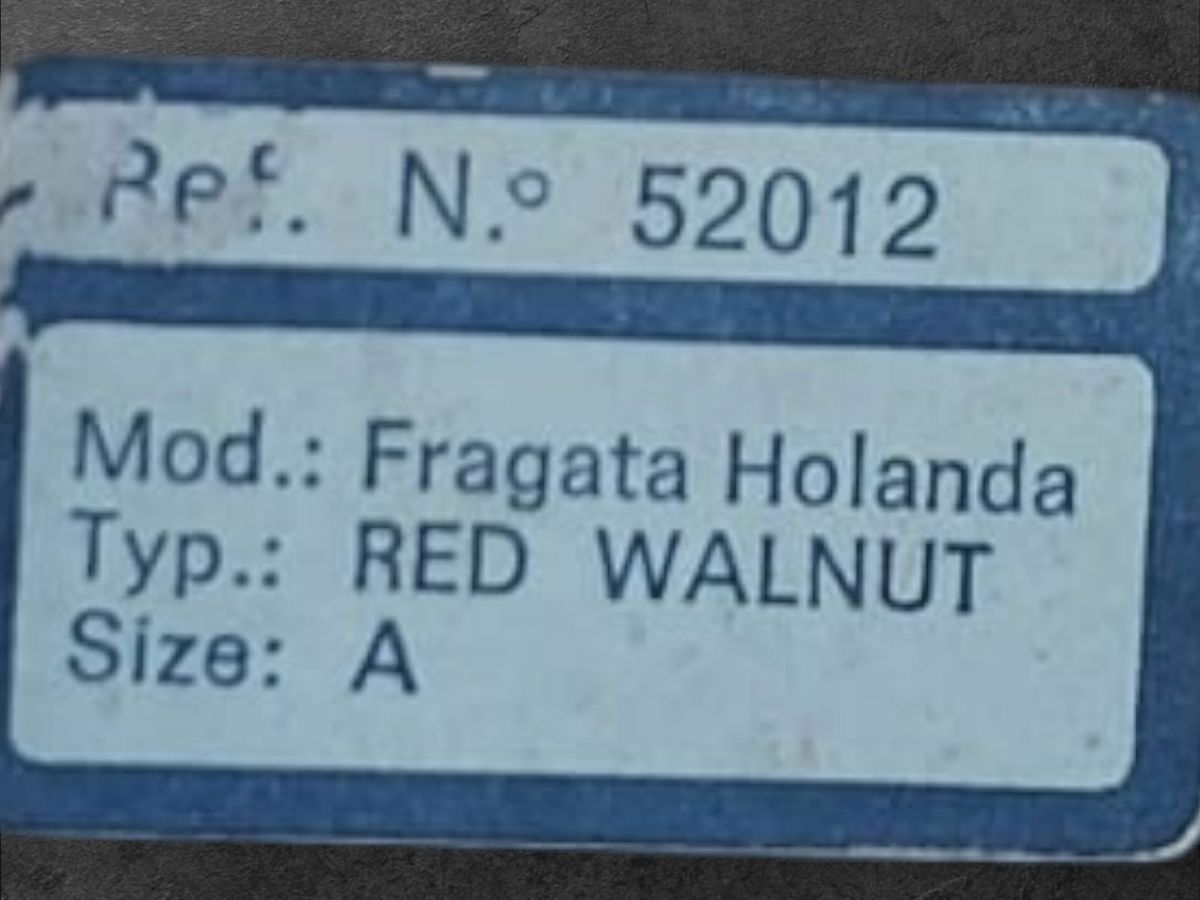 Ref. N.º 52012
Mod.: Fragata Holanda
Typ.: RED WALNUT
Size: A